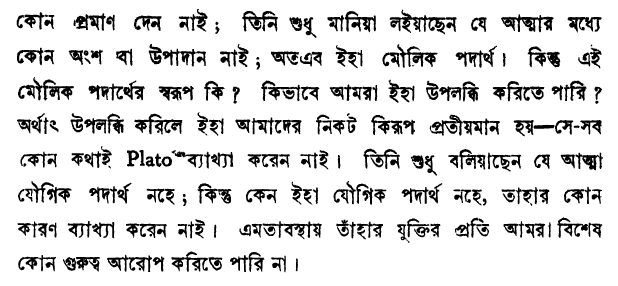 কোন প্রমাণ দেন নাই ; তিনি শুধু মানিয়া লইয়াছেন যে আত্মার মধ্যে
কোন অংশ বা উপাদান নাই ; অতএব ইহা মৌলিক পদার্থ। কিন্তু এই
মৌলিক পদার্থের স্বরূপ কি ? কিভাবে আমরা ইহা উপলব্ধি করিতে পারি ?
অর্থাৎ উপলব্ধি করিলে ইহা আমাদের নিকট কিরূপ প্রতীয়মান হয়—সে-সব
কোন কথাই Plato ব্যাখ্যা করেন নাই। তিনি শুধু বলিয়াছেন যে আত্মা
যৌগিক পদার্থ নহে ; কিন্তু কেন ইহা যৌগিক পদার্থ নহে, তাহার কোন
কারণ ব্যাখ্যা করেন নাই। এমতাবস্থায় তাঁহার যুক্তির প্রতি আমরা বিশেষ
কোন গুরুত্ব আরোপ করিতে পারি না।